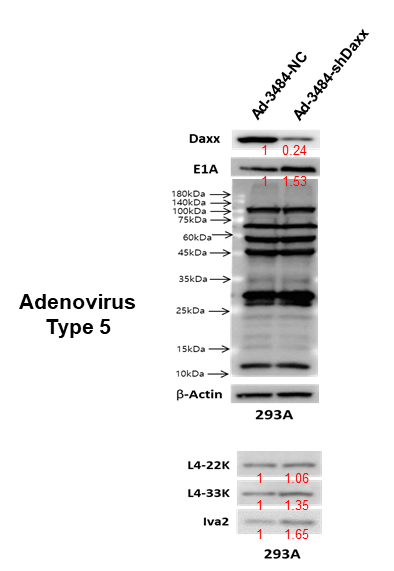 Ad-3484-NC
Ad-3484-shDaxx
Daxx
1 0.24
E1A
1 1.53
180kDa
140kDa
100kDa
75kDa
60kDa
45kDa
35kDa
Adenovirus
Type 5
25kDa
15kDa
10kDa
β-Actin
293A
L4-22K
1 1.06
L4-33K
1 1.35
Iva2
1 1.65
293A